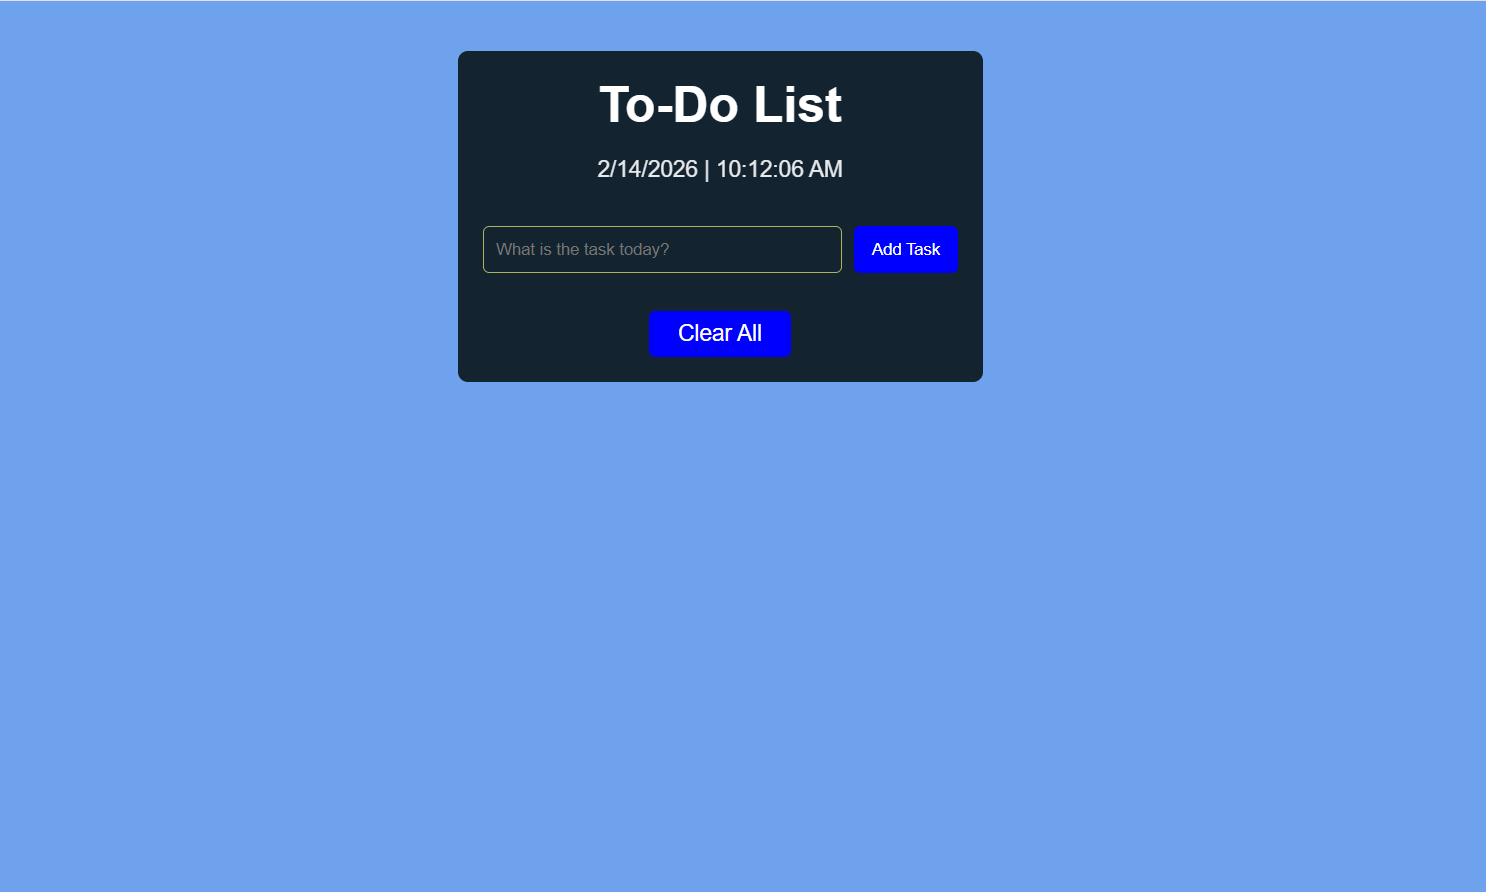 To-Do List
2/14/2026 | 10:12:06 AM
What is the task today?
Add Task
Clear All